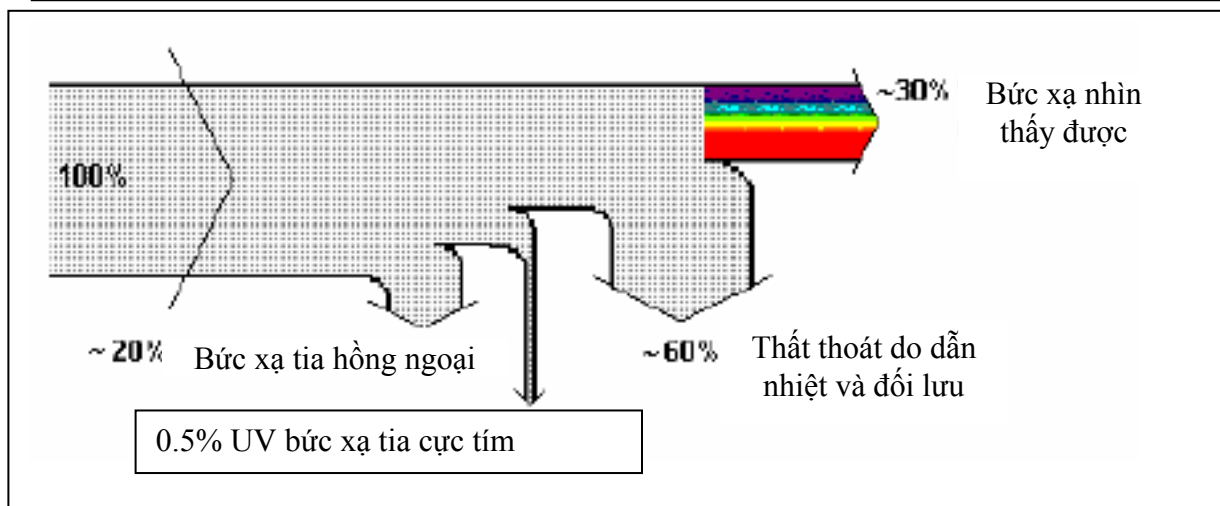 ~30%
Bức xạ nhìn
thấy được
100%
~ 20%
Bức xạ tia hồng ngoại
~60%
Thất thoát do dẫn
nhiệt và đối lưu
0.5% UV bức xạ tia cực tím